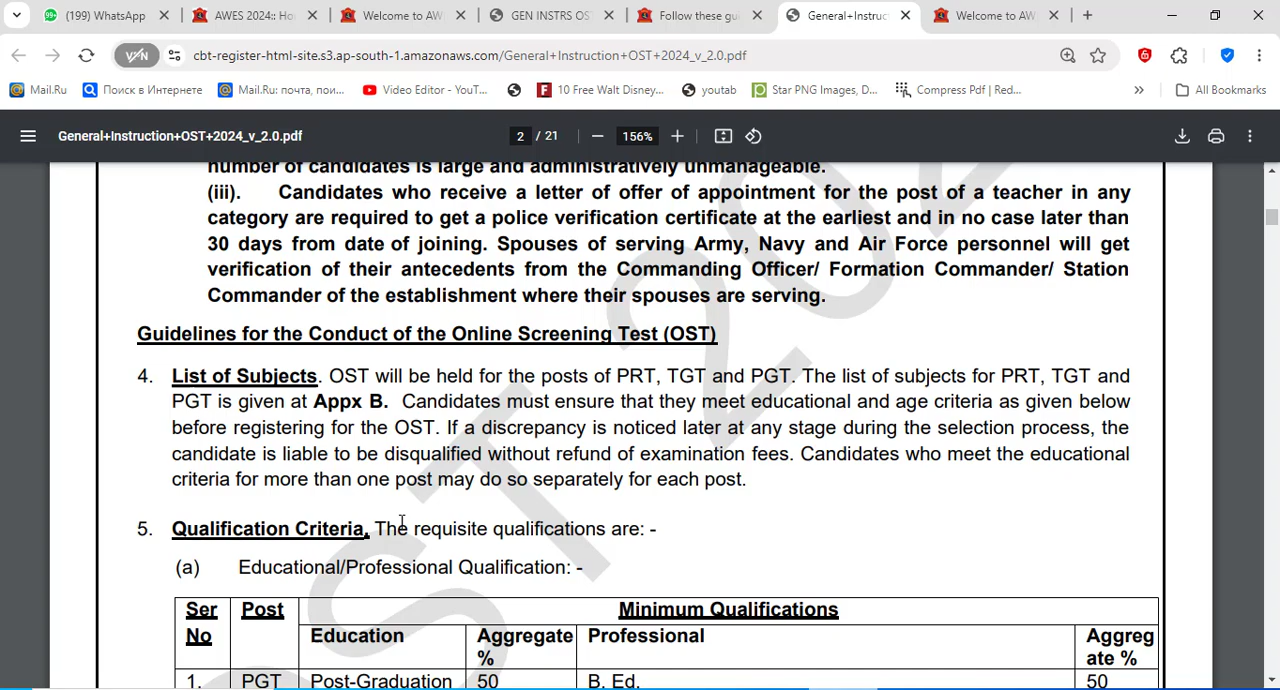 (199) WhatsApp
AWES 2024:: Ho
Welcome to AW
GEN INSTRS OST
Follow these gu
General+Instruc
Welcome to AW
cbt-register-html-site.s3.ap-south-1.amazonaws.com/General+Instruction+OST+2024_v_2.0.pdf
Mail.Ru
Поиск в Интернете
Mail.Ru: почта, пои...
Video Editor - YouT...
10 Free Walt Disney...
youtab
Star PNG Images, D...
Compress Pdf | Red...
»
All Bookmarks
General+Instruction+OST+2024_v_2.0.pdf
2 / 21
156%
number of candidates is large and administratively unmanageable.
(iii). Candidates who receive a letter of offer of appointment for the post of a teacher in any
category are required to get a police verification certificate at the earliest and in no case later than
30 days from date of joining. Spouses of serving Army, Navy and Air Force personnel will get
verification of their antecedents from the Commanding Officer/ Formation Commander/ Station
Commander of the establishment where their spouses are serving.
Guidelines for the Conduct of the Online Screening Test (OST)
4. List of Subjects. OST will be held for the posts of PRT, TGT and PGT. The list of subjects for PRT, TGT and
PGT is given at Appx B. Candidates must ensure that they meet educational and age criteria as given below
before registering for the OST. If a discrepancy is noticed later at any stage during the selection process, the
candidate is liable to be disqualified without refund of examination fees. Candidates who meet the educational
criteria for more than one post may do so separately for each post.
5. Qualification Criteria. The requisite qualifications are: -
(a) Educational/Professional Qualification: -
Ser No
Post
Minimum Qualifications
Education
Aggregate %
Professional
Aggreg ate %
1. PGT Post-Graduation 50 B. Ed. 50